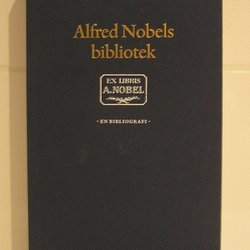 Alfred Nobels
bibliotek
EX LIBRIS
A.NOBEL
· EN BIBLIOGRAFI ·